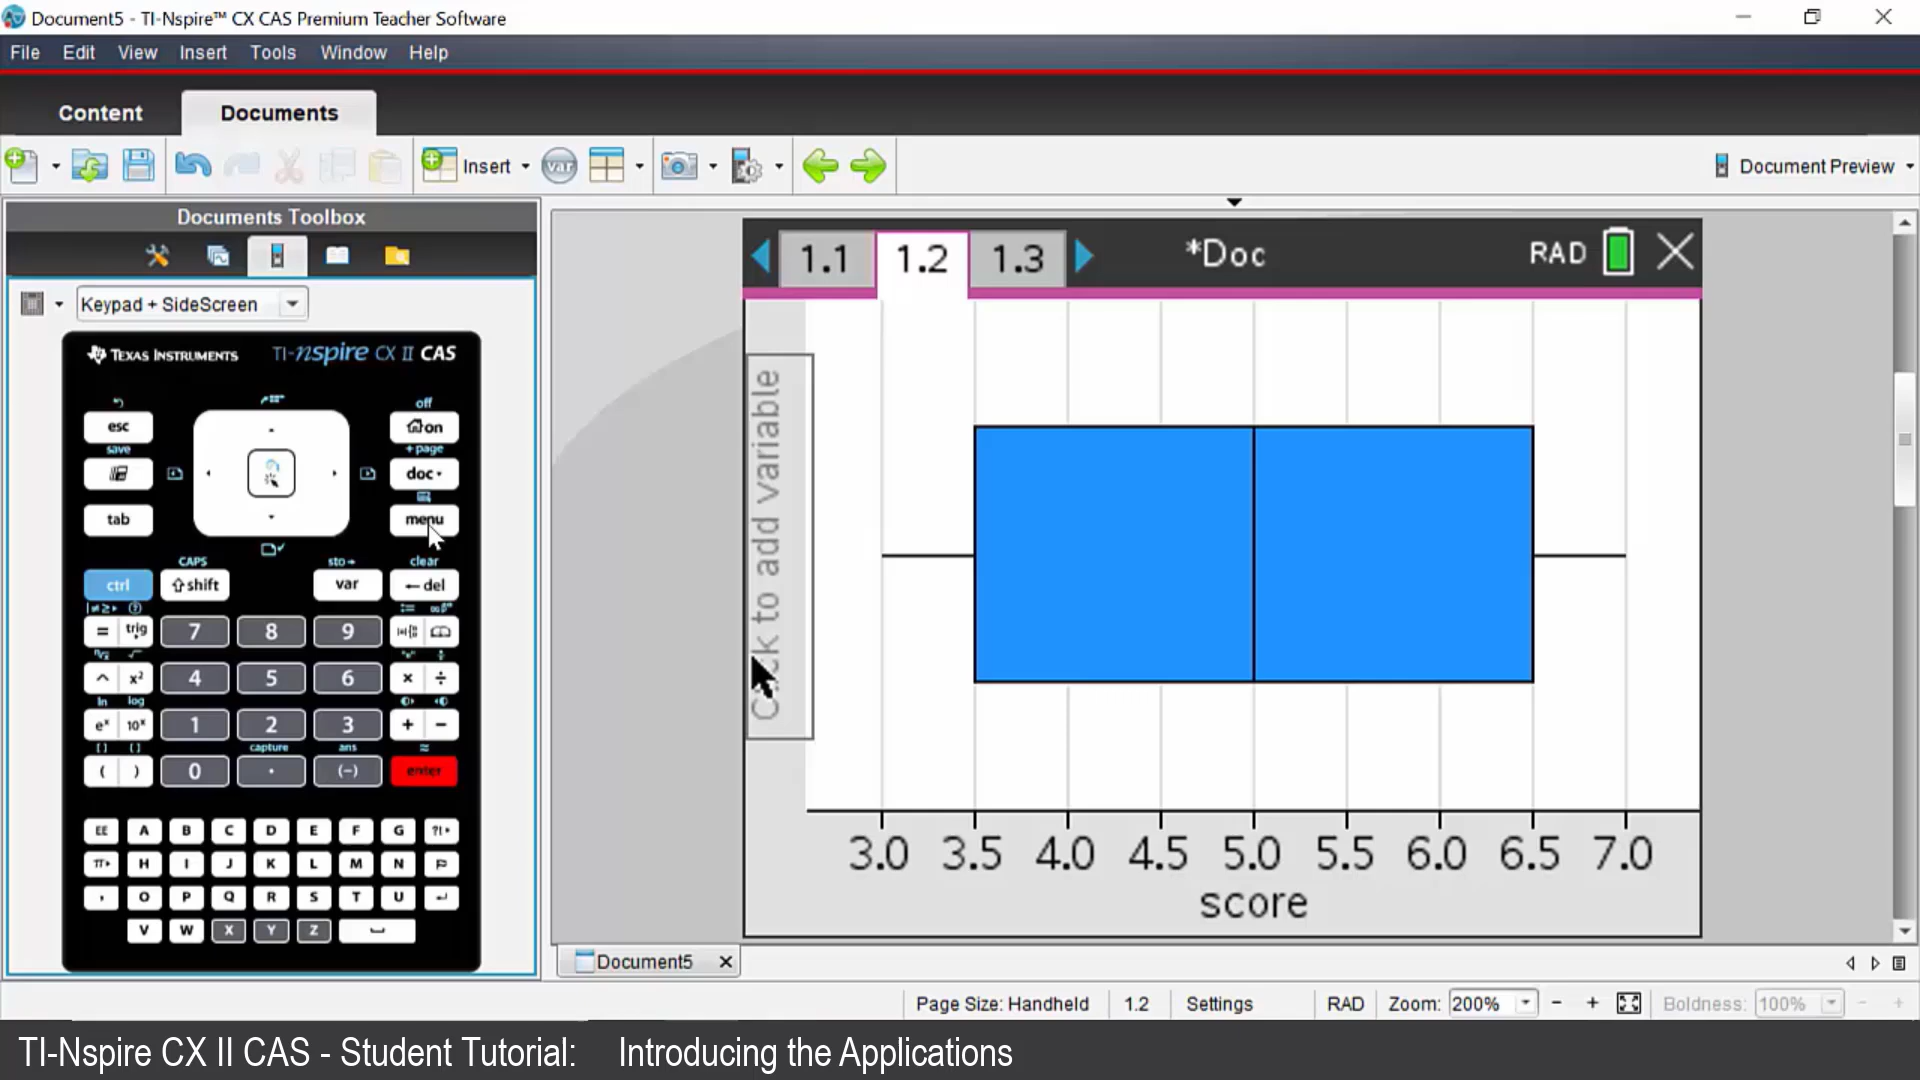 Document5 - TI-Nspire™ CX CAS Premium Teacher Software
File Edit View Insert Tools Window Help
Content Documents
Insert var Document Preview
Documents Toolbox
1.1 1.2 1.3 *Doc RAD
Keypad + SideScreen
TEXAS INSTRUMENTS TI-nspire CX II CAS
off
esc on
save +page
doc
tab menu
CAPS sto→ clear
ctrl shift var ←del
= trig 7 8 9
^ x² 4 5 6 × ÷
ln log
eˣ 10ˣ 1 2 3 + −
[ ] { } capture ans ≈
( ) 0 . (−) enter
EE A B C D E F G ?!▸
π▸ H I J K L M N
, O P Q R S T U
V W X Y Z
Click to add variable
3.0 3.5 4.0 4.5 5.0 5.5 6.0 6.5 7.0
score
Document5
Page Size: Handheld 1.2 Settings RAD Zoom: 200% − + Boldness: 100% − +
TI-Nspire CX II CAS - Student Tutorial: Introducing the Applications